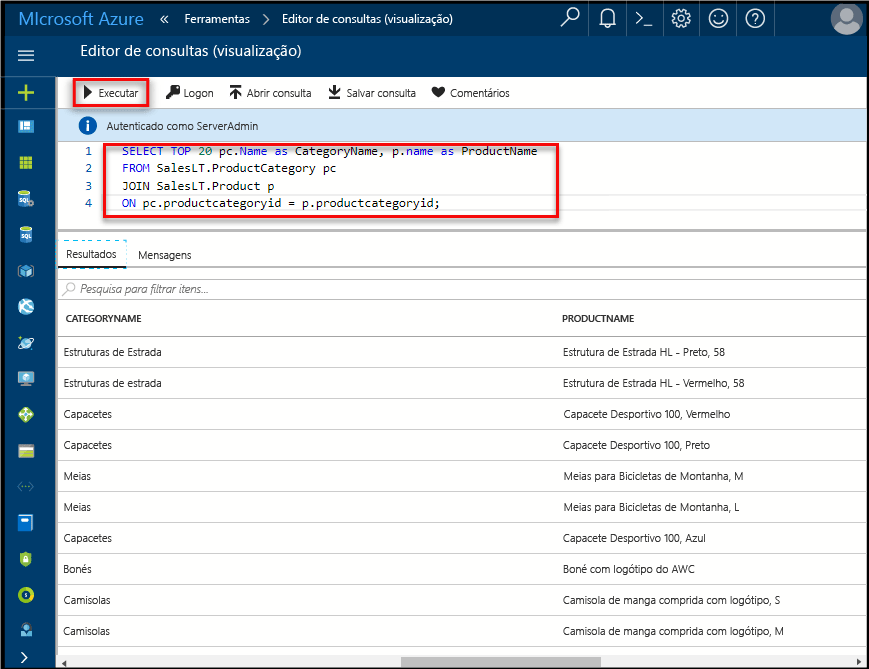 MIcrosoft Azure « Ferramentas > Editor de consultas (visualização)
Editor de consultas (visualização)
Executar Logon Abrir consulta Salvar consulta Comentários
Autenticado como ServerAdmin
1 SELECT TOP 20 pc.Name as CategoryName, p.name as ProductName
2 FROM SalesLT.ProductCategory pc
3 JOIN SalesLT.Product p
4 ON pc.productcategoryid = p.productcategoryid;
Resultados Mensagens
Pesquisa para filtrar itens...
CATEGORYNAME PRODUCTNAME
Estruturas de Estrada Estrutura de Estrada HL - Preto, 58
Estruturas de estrada Estrutura de Estrada HL - Vermelho, 58
Capacetes Capacete Desportivo 100, Vermelho
Capacetes Capacete Desportivo 100, Preto
Meias Meias para Bicicletas de Montanha, M
Meias Meias para Bicicletas de Montanha, L
Capacetes Capacete Desportivo 100, Azul
Bonés Boné com logótipo do AWC
Camisolas Camisola de manga comprida com logótipo, S
Camisolas Camisola de manga comprida com logótipo, M